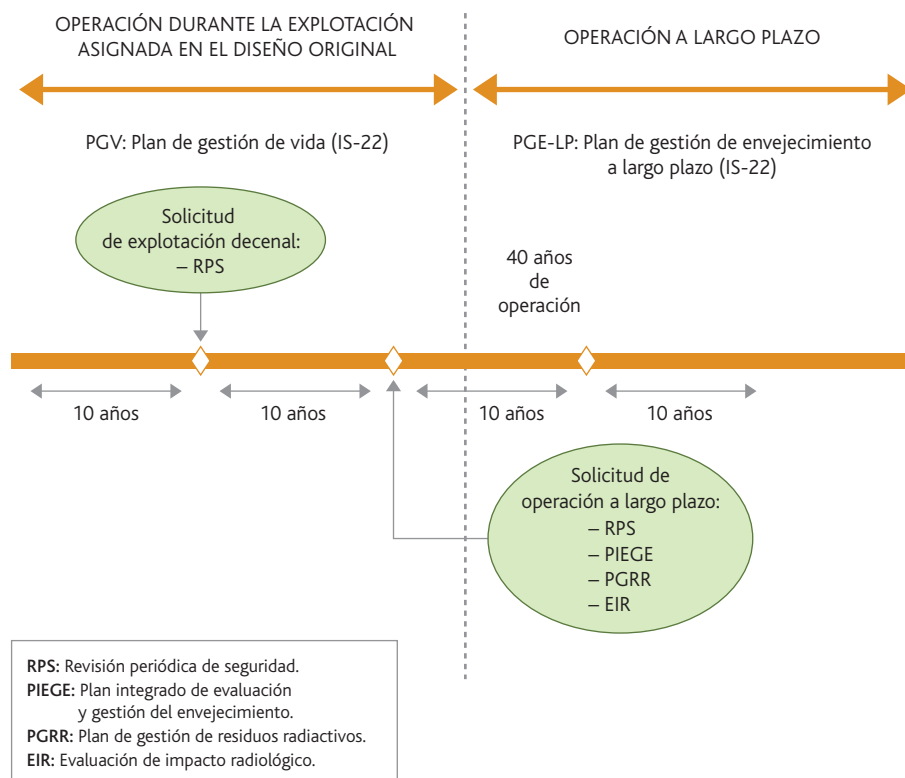 OPERACIÓN DURANTE LA EXPLOTACIÓN
ASIGNADA EN EL DISEÑO ORIGINAL
OPERACIÓN A LARGO PLAZO
PGV: Plan de gestión de vida (IS-22)
PGE-LP: Plan de gestión de envejecimiento
a largo plazo (IS-22)
Solicitud
de explotación decenal:
– RPS
40 años
de
operación
10 años
10 años
10 años
10 años
Solicitud de
operación a largo plazo:
– RPS
– PIEGE
– PGRR
– EIR
RPS: Revisión periódica de seguridad.
PIEGE: Plan integrado de evaluación
y gestión del envejecimiento.
PGRR: Plan de gestión de residuos radiactivos.
EIR: Evaluación de impacto radiológico.